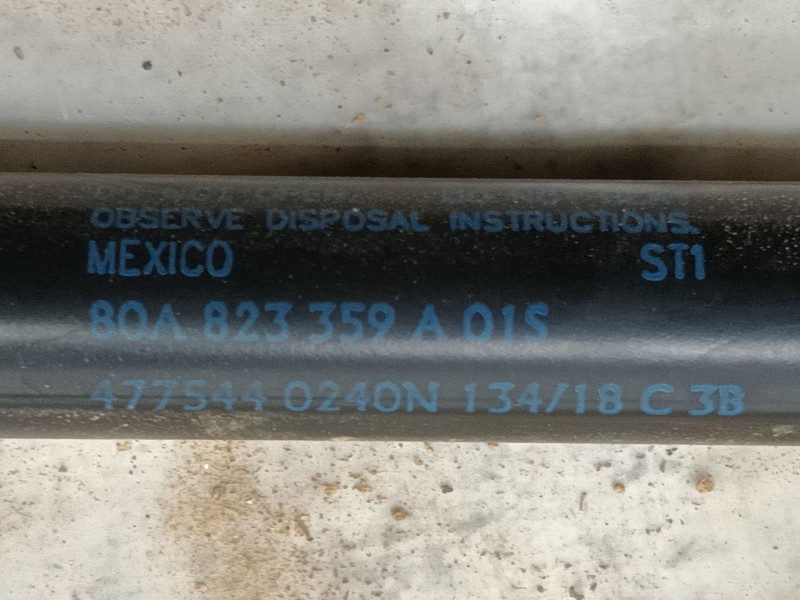 OBSERVE DISPOSAL INSTRUCTIONS.
MEXICO ST1
80A 823 359 A 01S
477544 0240N 134/18 C 3B